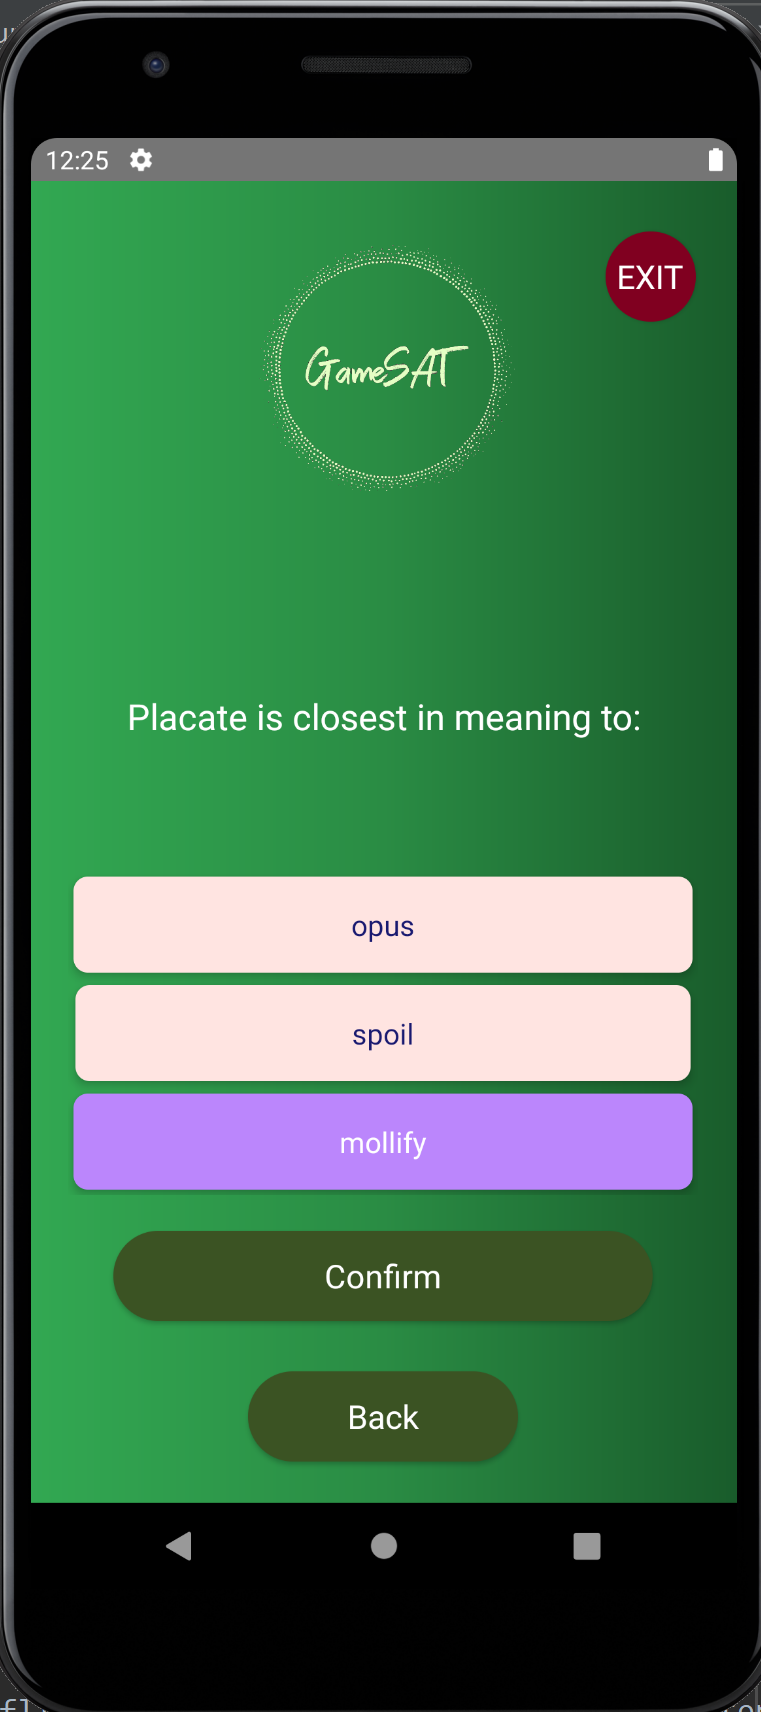 12:25
EXIT
GameSAT
Placate is closest in meaning to:
opus
spoil
mollify
Confirm
Back